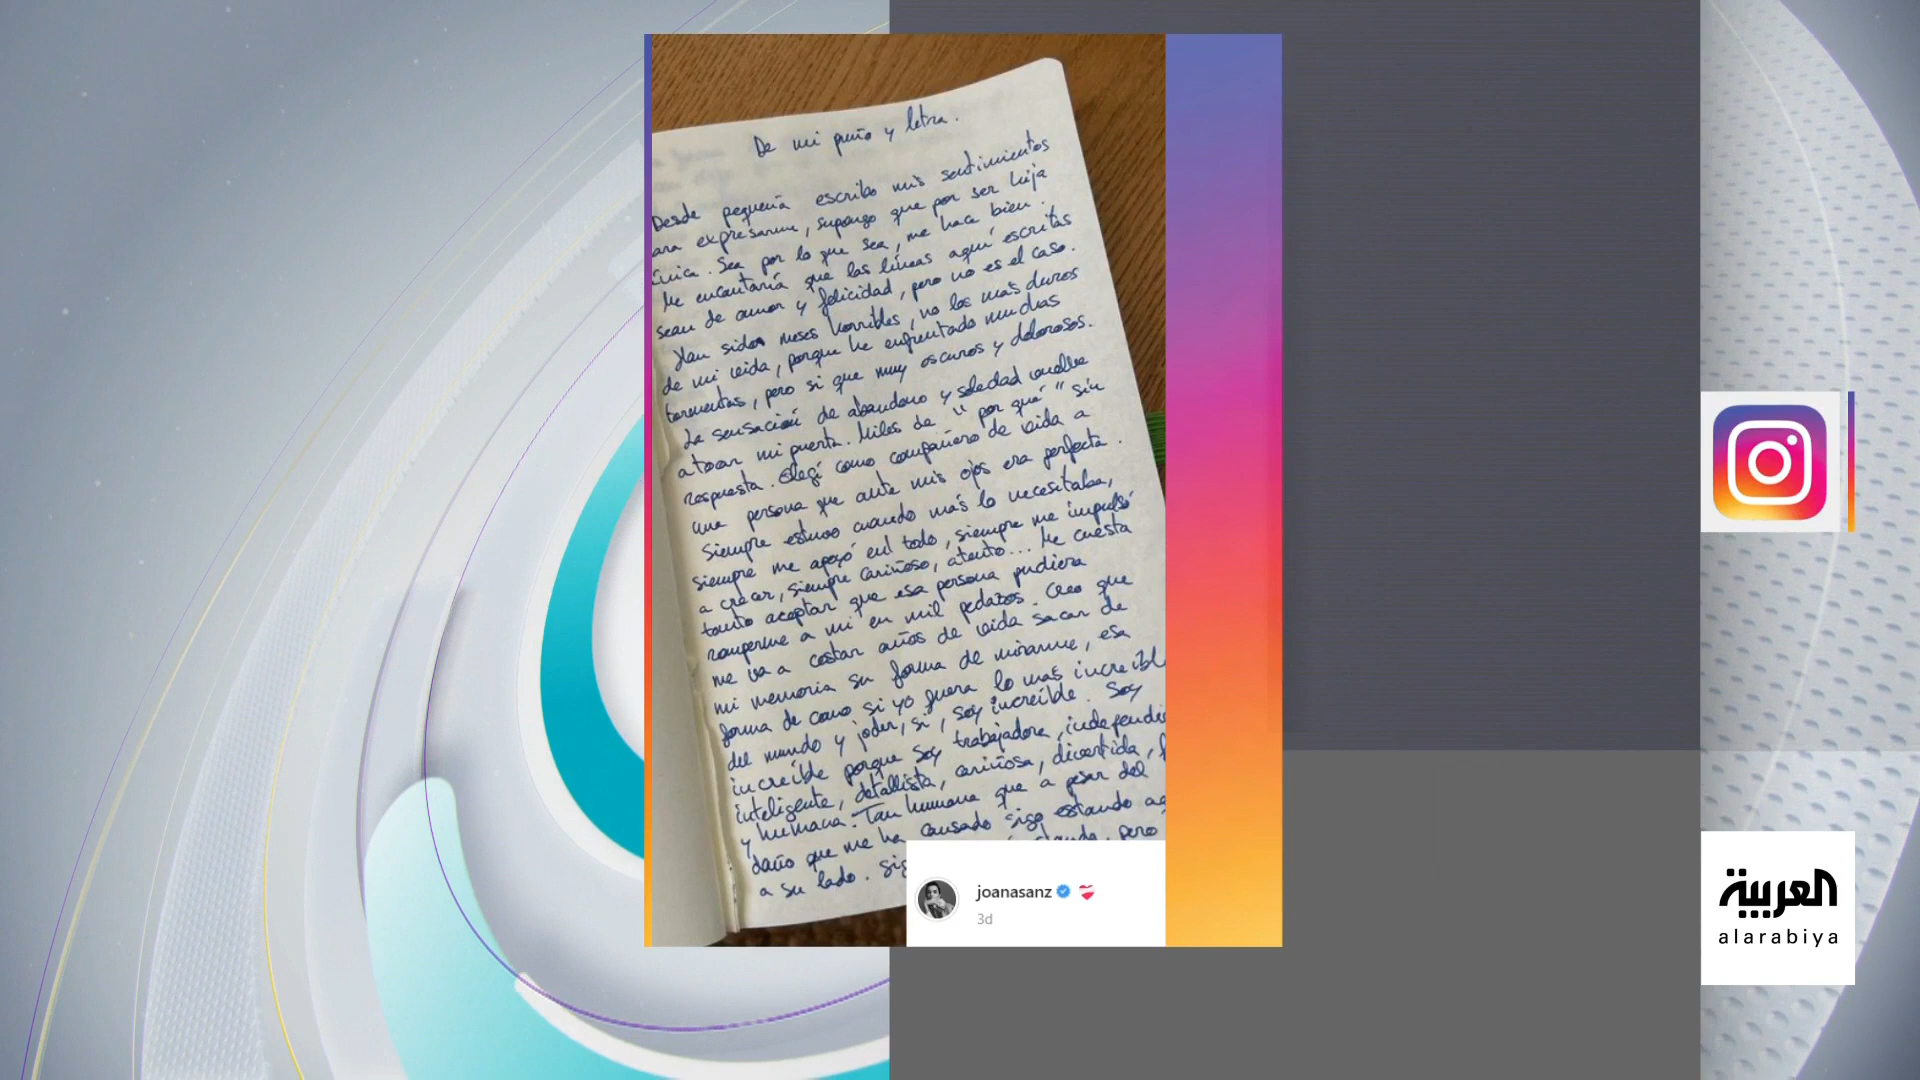 De mi puño y letra.
Desde pequeña escribo mis sentimientos
ara expresarme, supongo que por ser hija
única. Sea por lo que sea, me hace bien.
Me encantaría que las líneas aquí escritas
sean de amor y felicidad, pero no es el caso.
Han sidos meses horribles, no los más duros
de mi vida, porque he enfrentado muchas
tormentas, pero si que muy oscuros y dolorosos.
La sensación de abandono y soledad vuelve
a tocar mi puerta. Miles de "por qué" sin
respuesta. Elegí como compañero de vida a
una persona que ante mis ojos era perfecta.
Siempre estuvo cuando más lo necesitaba,
siempre me apoyó en todo, siempre me impulsó
a crecer, siempre cariñoso, atento... Me cuesta
tanto aceptar que esa persona pudiera
romperme a mi en mil pedazos. Creo que
me va a costar años de vida sacar de
mi memoria su forma de mirarme, esa
forma de como si yo fuera lo más increíble
del mundo y joder, si, soy increíble. Soy
increíble porque soy trabajadora, independie
inteligente, detallista, cariñosa, divertida, f
y humana. Tan humana que a pesar del
daño que me ha causado sigo estando aq
a su lado. Sig
pero
joanasanz
3d
العربية
alarabiya